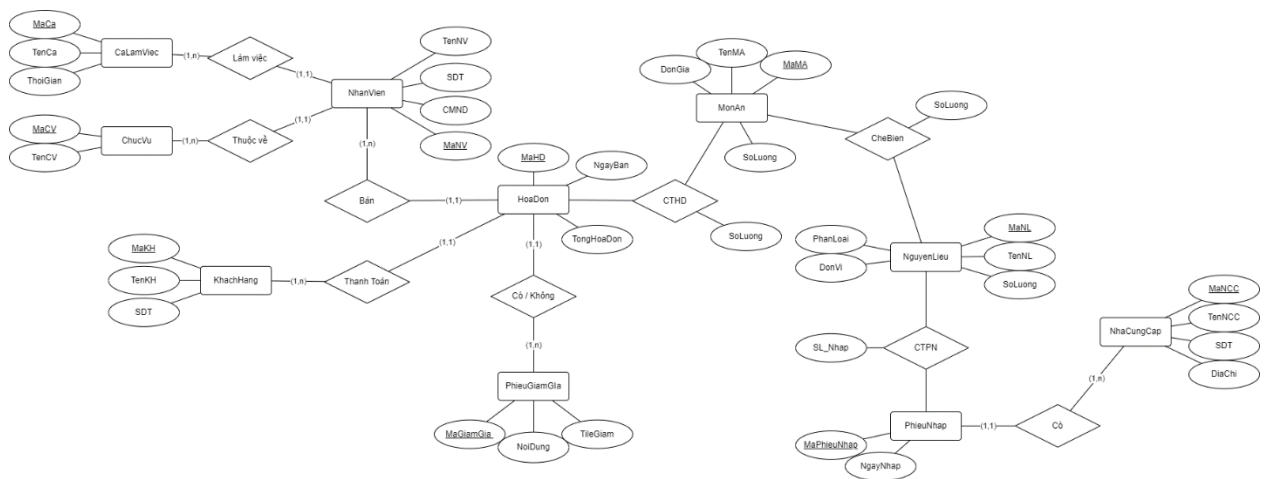 MaCa
TenCa
ThoiGian
CaLamViec
(1,n)
Làm việc
(1,1)
MaCV
TenCV
ChucVu
(1,n)
Thuộc về
(1,1)
NhanVien
TenNV
SDT
CMND
MaNV
(1,n)
Bán
(1,1)
MaHD
NgayBan
HoaDon
TongHoaDon
MaKH
TenKH
SDT
KhachHang
(1,n)
Thanh Toán
(1,1)
(1,1)
Có / Không
(1,n)
PhieuGiamGIa
MaGiamGia
NoiDung
TileGiam
CTHD
SoLuong
TenMA
DonGia
MaMA
MonAn
SoLuong
SoLuong
CheBien
PhanLoai
DonVi
NguyenLieu
MaNL
TenNL
SoLuong
SL_Nhap
CTPN
PhieuNhap
MaPhieuNhap
NgayNhap
(1,1)
Có
(1,n)
NhaCungCap
MaNCC
TenNCC
SDT
DiaChi